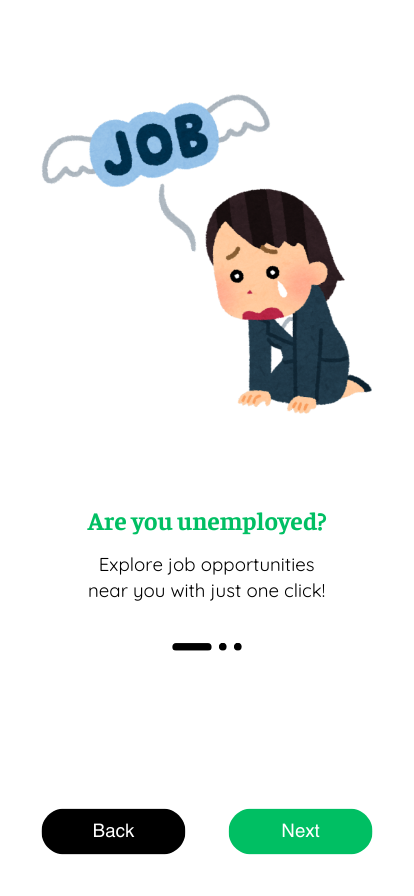 JOB
Are you unemployed?
Explore job opportunities
near you with just one click!
Back
Next